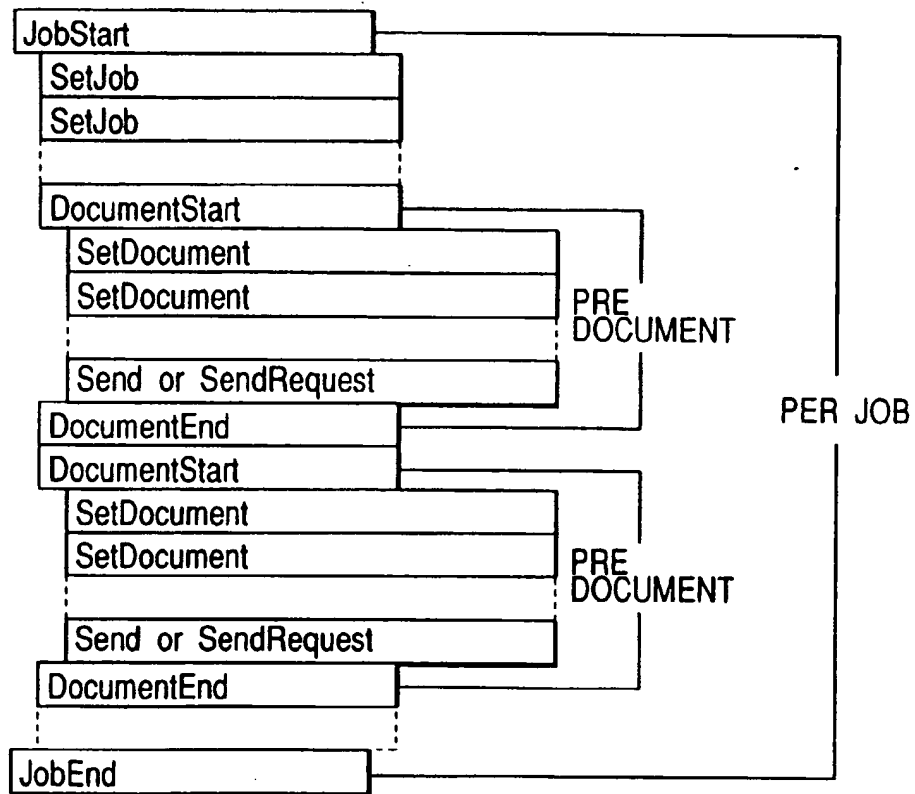 JobStart
SetJob
SetJob
DocumentStart
SetDocument
SetDocument
PRE
DOCUMENT
Send or SendRequest
DocumentEnd
PER JOB
DocumentStart
SetDocument
SetDocument
PRE
DOCUMENT
Send or SendRequest
DocumentEnd
JobEnd